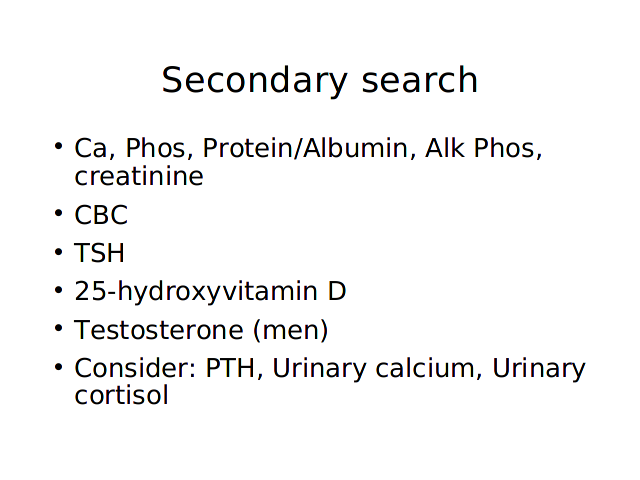 Secondary search
• Ca, Phos, Protein/Albumin, Alk Phos,
creatinine
• CBC
• TSH
• 25-hydroxyvitamin D
• Testosterone (men)
• Consider: PTH, Urinary calcium, Urinary
cortisol